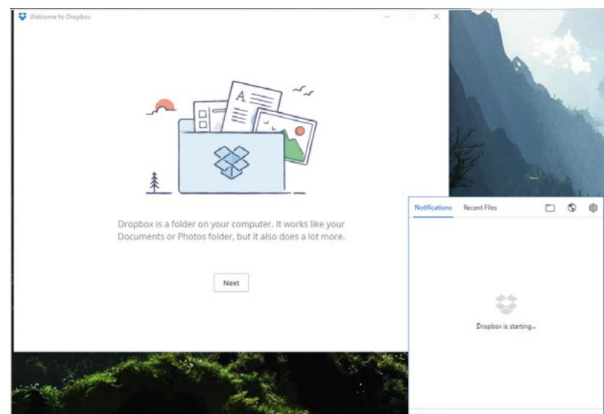 Welcome to Dropbox
A
Dropbox is a folder on your computer. It works like your
Documents or Photos folder, but it also does a lot more.
Next
Notifications Recent Files
Dropbox is starting...